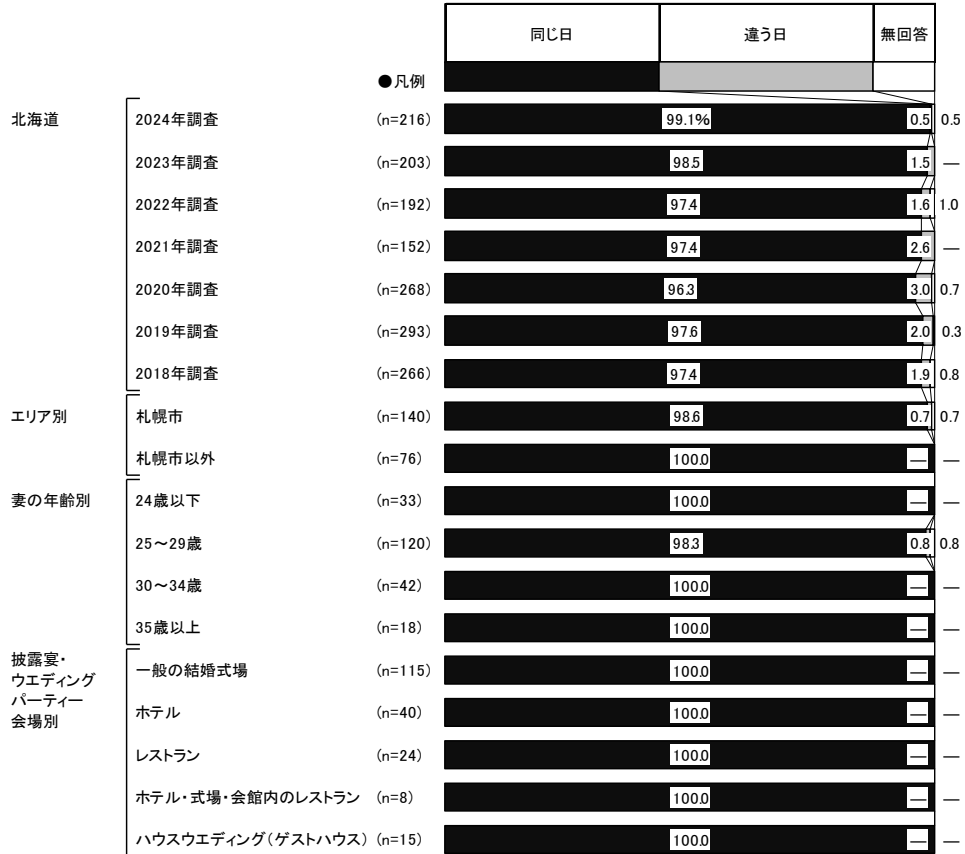 同じ日 違う日 無回答
●凡例
北海道 2024年調査 (n=216) 99.1% 0.5 0.5
2023年調査 (n=203) 98.5 1.5 —
2022年調査 (n=192) 97.4 1.6 1.0
2021年調査 (n=152) 97.4 2.6 —
2020年調査 (n=268) 96.3 3.0 0.7
2019年調査 (n=293) 97.6 2.0 0.3
2018年調査 (n=266) 97.4 1.9 0.8
エリア別 札幌市 (n=140) 98.6 0.7 0.7
札幌市以外 (n=76) 100.0 — —
妻の年齢別 24歳以下 (n=33) 100.0 — —
25～29歳 (n=120) 98.3 0.8 0.8
30～34歳 (n=42) 100.0 — —
35歳以上 (n=18) 100.0 — —
披露宴・
ウエディング
パーティー
会場別
一般の結婚式場 (n=115) 100.0 — —
ホテル (n=40) 100.0 — —
レストラン (n=24) 100.0 — —
ホテル・式場・会館内のレストラン (n=8) 100.0 — —
ハウスウエディング(ゲストハウス) (n=15) 100.0 — —